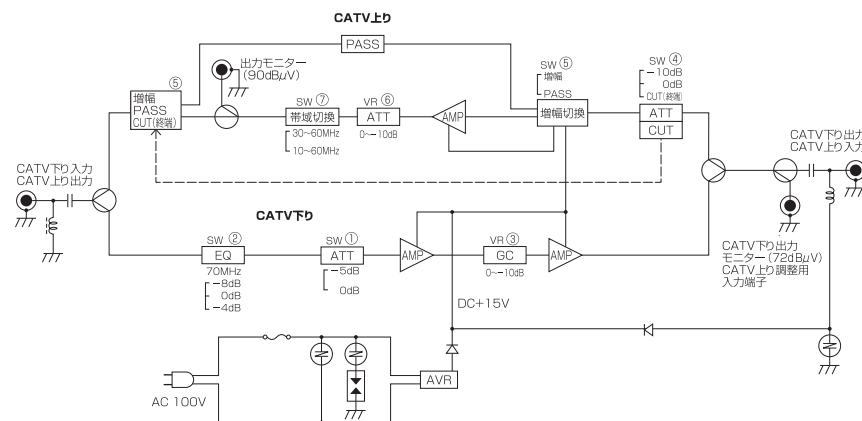 CATV上り
PASS
⑤
増幅
PASS
CUT(終端)
出力モニター
(90dBμV)
SW ⑦
帯域切換
30〜60MHz
10〜60MHz
VR ⑥
ATT
0〜−10dB
AMP
SW ⑤
増幅
PASS
増幅切換
SW ④
−10dB
0dB
CUT(終端)
ATT
CUT
CATV下り出力
CATV上り入力
CATV下り入力
CATV上り出力
CATV下り
SW ②
EQ
70MHz
−8dB
0dB
−4dB
SW ①
ATT
−5dB
0dB
AMP
VR ③
GC
0〜−10dB
AMP
CATV下り出力
モニター(72dBμV)
CATV上り調整用
入力端子
DC+15V
AC 100V
AVR